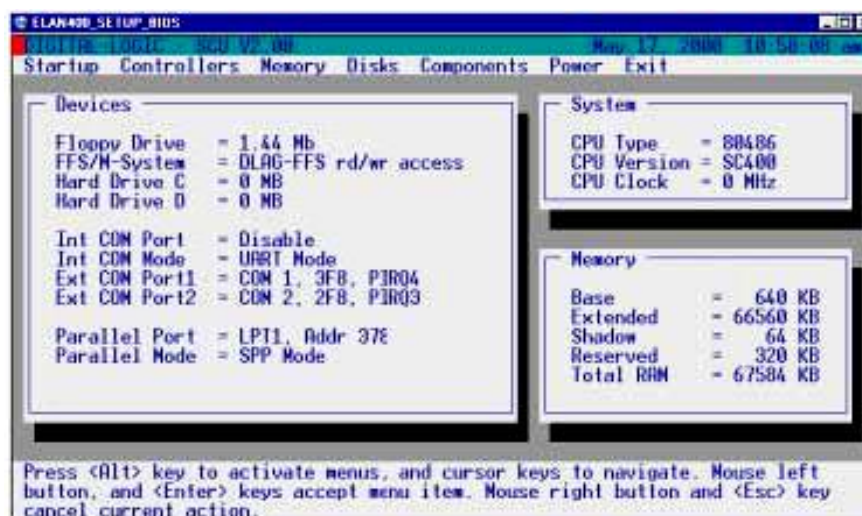 ELAN400_SETUP_BIOS
DIGITAL-LOGIC - SCU V2.00 May.17, 2000 10:58:08 am
Startup Controllers Memory Disks Components Power Exit
Devices
Floppy Drive = 1.44 Mb
FFS/M-System = DLAG-FFS rd/wr access
Hard Drive C = 0 MB
Hard Drive D = 0 MB
Int COM Port = Disable
Int COM Mode = UART Mode
Ext COM Port1 = COM 1, 3F8, PIRQ4
Ext COM Port2 = COM 2, 2F8, PIRQ3
Parallel Port = LPT1, Addr 378
Parallel Mode = SPP Mode
System
CPU Type = 80486
CPU Version = SC400
CPU Clock = 0 MHz
Memory
Base = 640 KB
Extended = 66560 KB
Shadow = 64 KB
Reserved = 320 KB
Total RAM = 67584 KB
Press <Alt> key to activate menus, and cursor keys to navigate. Mouse left
button, and <Enter> keys accept menu item. Mouse right button and <Esc> key
cancel current action.